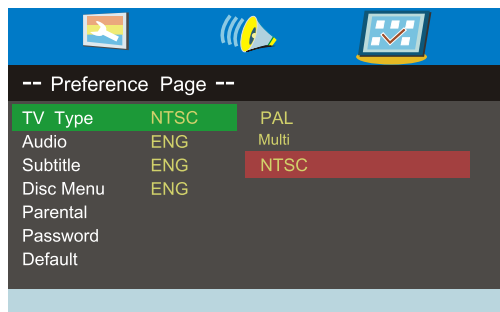 -- Preference Page --
TV Type NTSC PAL
Audio ENG Multi
Subtitle ENG NTSC
Disc Menu ENG
Parental
Password
Default